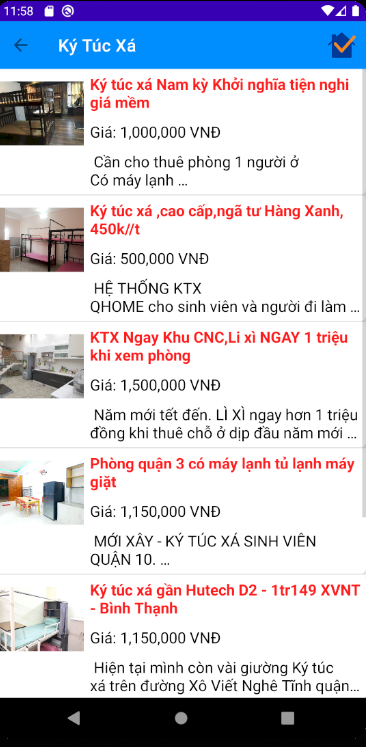 11:58
Ký Túc Xá
Ký túc xá Nam kỳ Khởi nghĩa tiện nghi
giá mềm
Giá: 1,000,000 VNĐ
Cần cho thuê phòng 1 người ở
Có máy lạnh ...
Ký túc xá ,cao cấp,ngã tư Hàng Xanh,
450k//t
Giá: 500,000 VNĐ
HỆ THỐNG KTX
QHOME cho sinh viên và người đi làm ...
KTX Ngay Khu CNC,Li xì NGAY 1 triệu
khi xem phòng
Giá: 1,500,000 VNĐ
Năm mới tết đến. LÌ XÌ ngay hơn 1 triệu
đồng khi thuê chỗ ở dịp đầu năm mới ...
Phòng quận 3 có máy lạnh tủ lạnh máy
giặt
Giá: 1,150,000 VNĐ
MỚI XÂY - KÝ TÚC XÁ SINH VIÊN
QUẬN 10. ...
Ký túc xá gần Hutech D2 - 1tr149 XVNT
- Bình Thạnh
Giá: 1,150,000 VNĐ
Hiện tại mình còn vài giường Ký túc
xá trên đường Xô Viết Nghê Tĩnh quận...